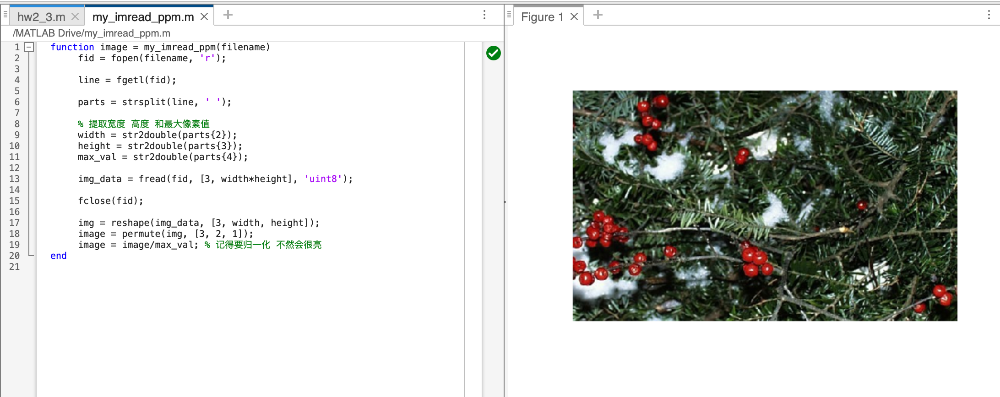 hw2_3.m
my_imread_ppm.m
Figure 1
/MATLAB Drive/my_imread_ppm.m
1 function image = my_imread_ppm(filename)
2 fid = fopen(filename, 'r');
3
4 line = fgetl(fid);
5
6 parts = strsplit(line, ' ');
7
8 % 提取宽度 高度 和最大像素值
9 width = str2double(parts{2});
10 height = str2double(parts{3});
11 max_val = str2double(parts{4});
12
13 img_data = fread(fid, [3, width*height], 'uint8');
14
15 fclose(fid);
16
17 img = reshape(img_data, [3, width, height]);
18 image = permute(img, [3, 2, 1]);
19 image = image/max_val; % 记得要归一化 不然会很亮
20 end
21